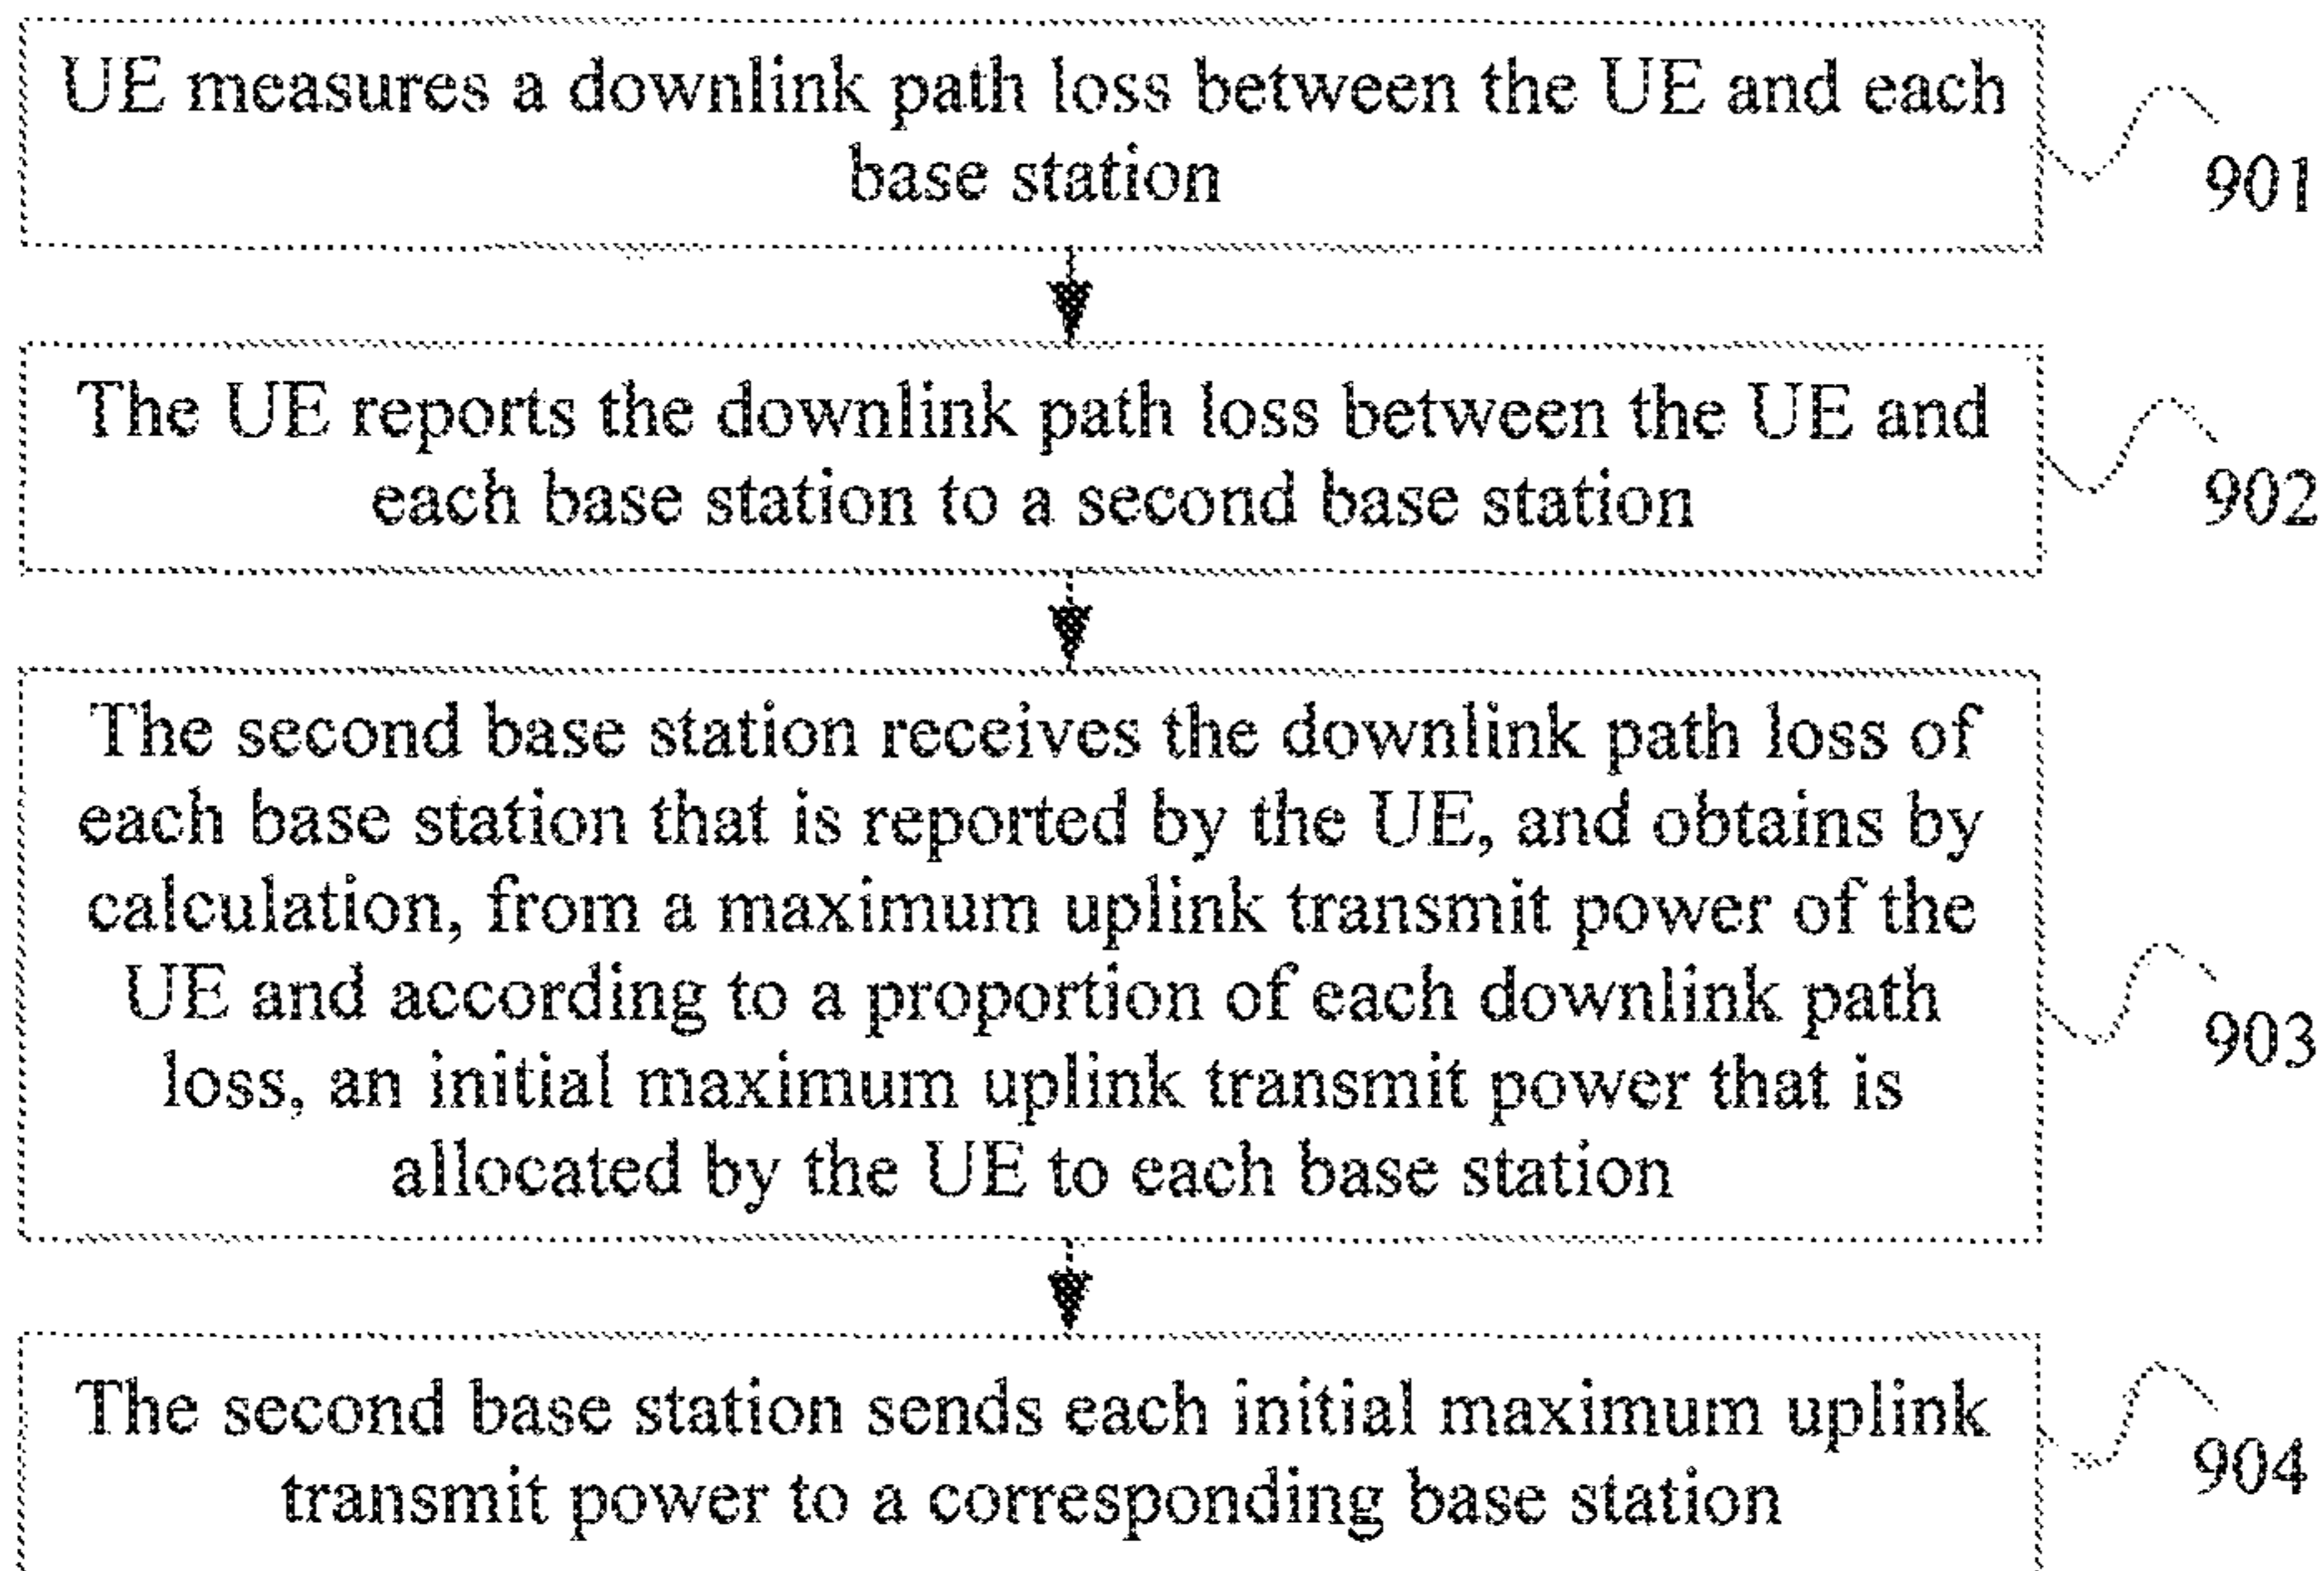 UE measures a downlink path loss between the UE and each
base station
901
The UE reports the downlink path loss between the UE and
each base station to a second base station
902
The second base station receives the downlink path loss of
each base station that is reported by the UE, and obtains by
calculation, from a maximum uplink transmit power of the
UE and according to a proportion of each downlink path
loss, an initial maximum uplink transmit power that is
allocated by the UE to each base station
903
The second base station sends each initial maximum uplink
transmit power to a corresponding base station
904